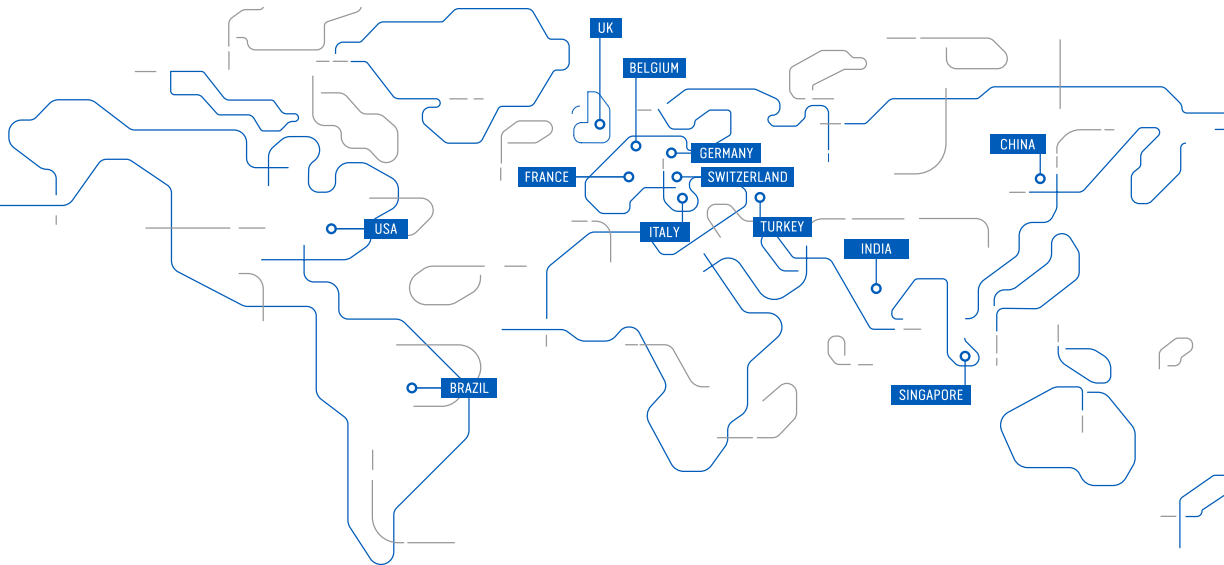 UK
BELGIUM
CHINA
GERMANY
FRANCE
SWITZERLAND
USA
ITALY
TURKEY
INDIA
BRAZIL
SINGAPORE